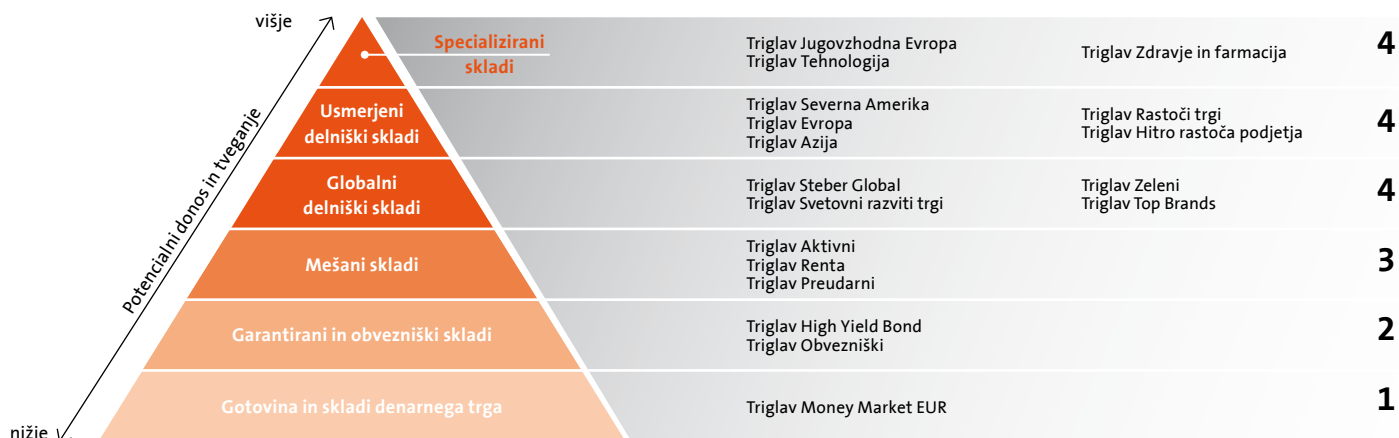 višje
Potencialni donos in tveganje
nižje
Specializirani
skladi
Triglav Jugovzhodna Evropa
Triglav Tehnologija
Triglav Zdravje in farmacija
4
Usmerjeni
delniški skladi
Triglav Severna Amerika
Triglav Evropa
Triglav Azija
Triglav Rastoči trgi
Triglav Hitro rastoča podjetja
4
Globalni
delniški skladi
Triglav Steber Global
Triglav Svetovni razviti trgi
Triglav Zeleni
Triglav Top Brands
4
Mešani skladi
Triglav Aktivni
Triglav Renta
Triglav Preudarni
3
Garantirani in obvezniški skladi
Triglav High Yield Bond
Triglav Obvezniški
2
Gotovina in skladi denarnega trga
Triglav Money Market EUR
1